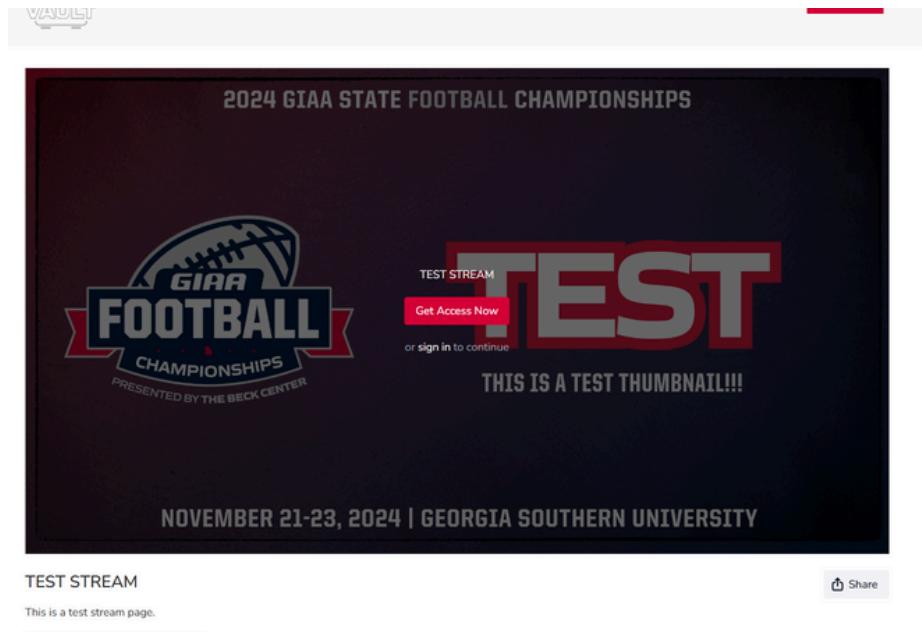 VAULT
2024 GIAA STATE FOOTBALL CHAMPIONSHIPS
GIAA
FOOTBALL
CHAMPIONSHIPS
PRESENTED BY THE BECK CENTER
TEST STREAM
Get Access Now
or sign in to continue
TEST
THIS IS A TEST THUMBNAIL!!!
NOVEMBER 21-23, 2024 | GEORGIA SOUTHERN UNIVERSITY
TEST STREAM
Share
This is a test stream page.